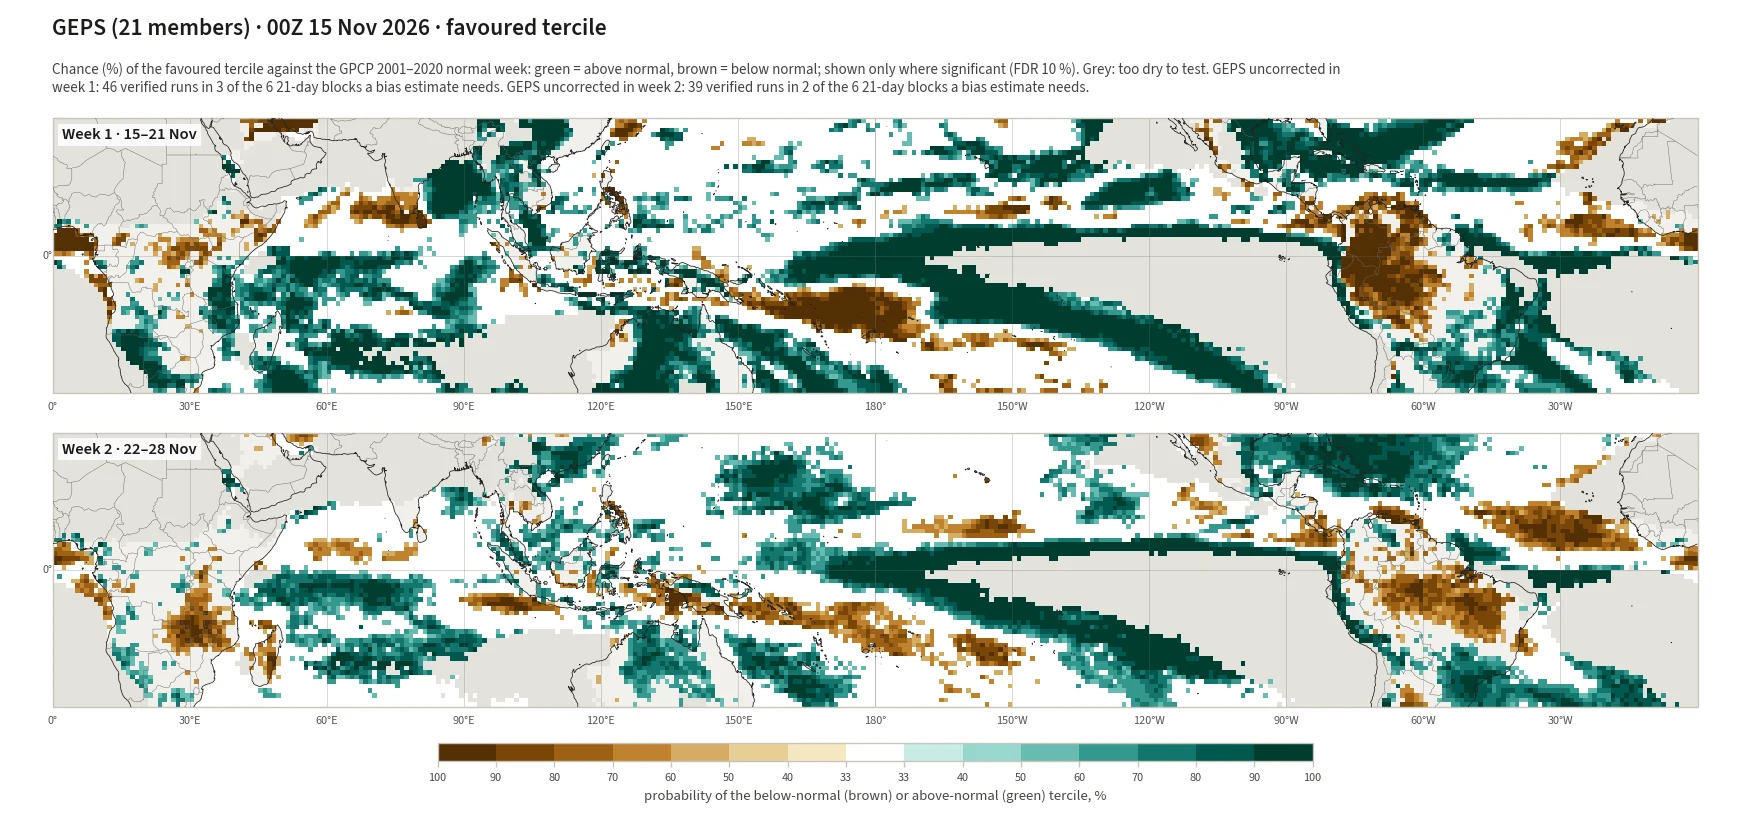 GEPS (21 members) · 00Z 15 Nov 2026 · favoured tercile
Chance (%) of the favoured tercile against the GPCP 2001–2020 normal week: green = above normal, brown = below normal; shown only where significant (FDR 10 %). Grey: too dry to test. GEPS uncorrected in
week 1: 46 verified runs in 3 of the 6 21-day blocks a bias estimate needs. GEPS uncorrected in week 2: 39 verified runs in 2 of the 6 21-day blocks a bias estimate needs.
Week 1 · 15–21 Nov
0°
0° 30°E 60°E 90°E 120°E 150°E 180° 150°W 120°W 90°W 60°W 30°W
Week 2 · 22–28 Nov
0°
0° 30°E 60°E 90°E 120°E 150°E 180° 150°W 120°W 90°W 60°W 30°W
100 90 80 70 60 50 40 33 33 40 50 60 70 80 90 100
probability of the below-normal (brown) or above-normal (green) tercile, %